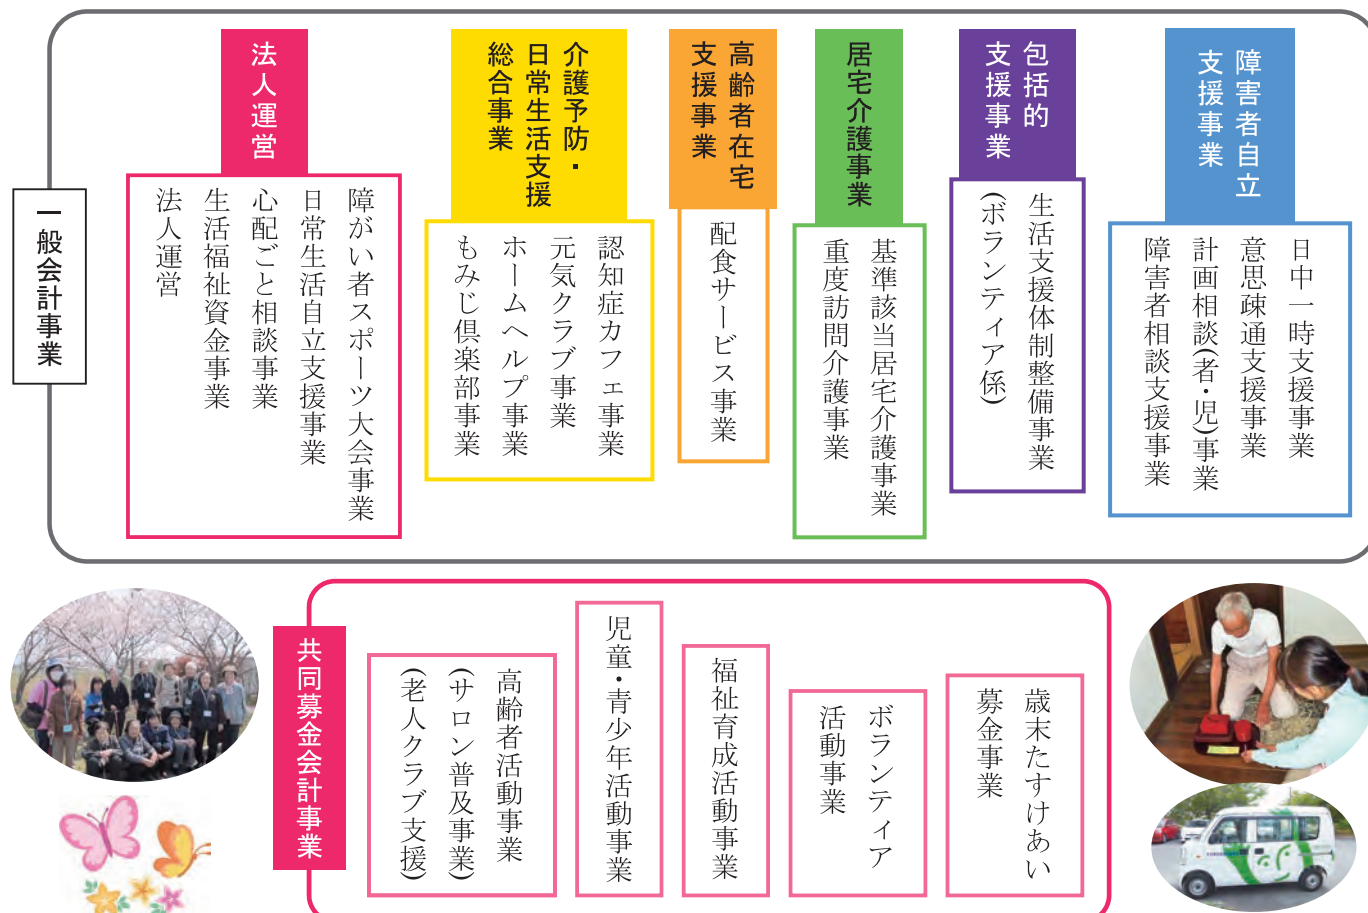 一般会計事業
障害者自立
支援事業
日中一時支援事業
意思疎通支援事業
計画相談(者・児)事業
障害者相談支援事業
包括的
支援事業
生活支援体制整備事業
(ボランティア係)
居宅介護事業
基準該当居宅介護事業
重度訪問介護事業
高齢者在宅
支援事業
配食サービス事業
介護予防・
日常生活支援
総合事業
認知症カフェ事業
元気クラブ事業
ホームヘルプ事業
もみじ倶楽部事業
法人運営
障がい者スポーツ大会事業
日常生活自立支援事業
心配ごと相談事業
生活福祉資金事業
法人運営
共同募金会計事業
歳末たすけあい
募金事業
ボランティア
活動事業
福祉育成活動事業
児童・青少年活動事業
高齢者活動事業
(サロン普及事業)
(老人クラブ支援)